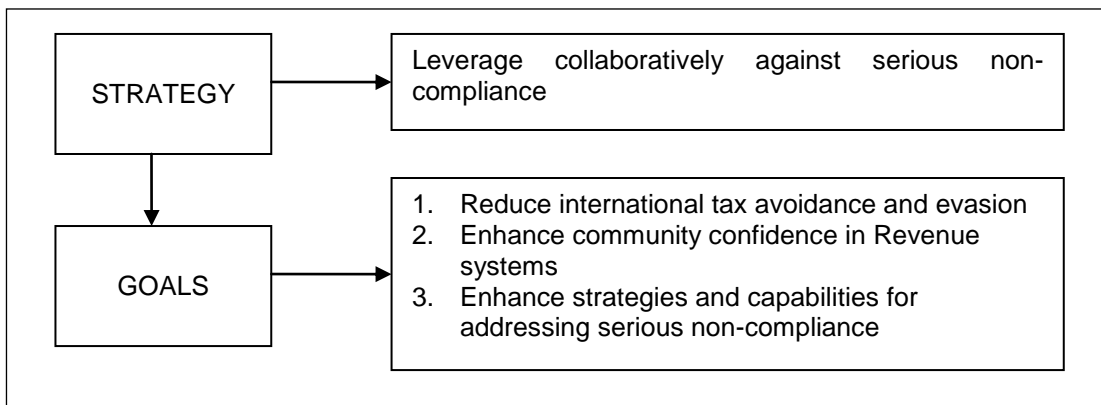 STRATEGY
Leverage collaboratively against serious non-
compliance
GOALS
1. Reduce international tax avoidance and evasion
2. Enhance community confidence in Revenue
systems
3. Enhance strategies and capabilities for
addressing serious non-compliance